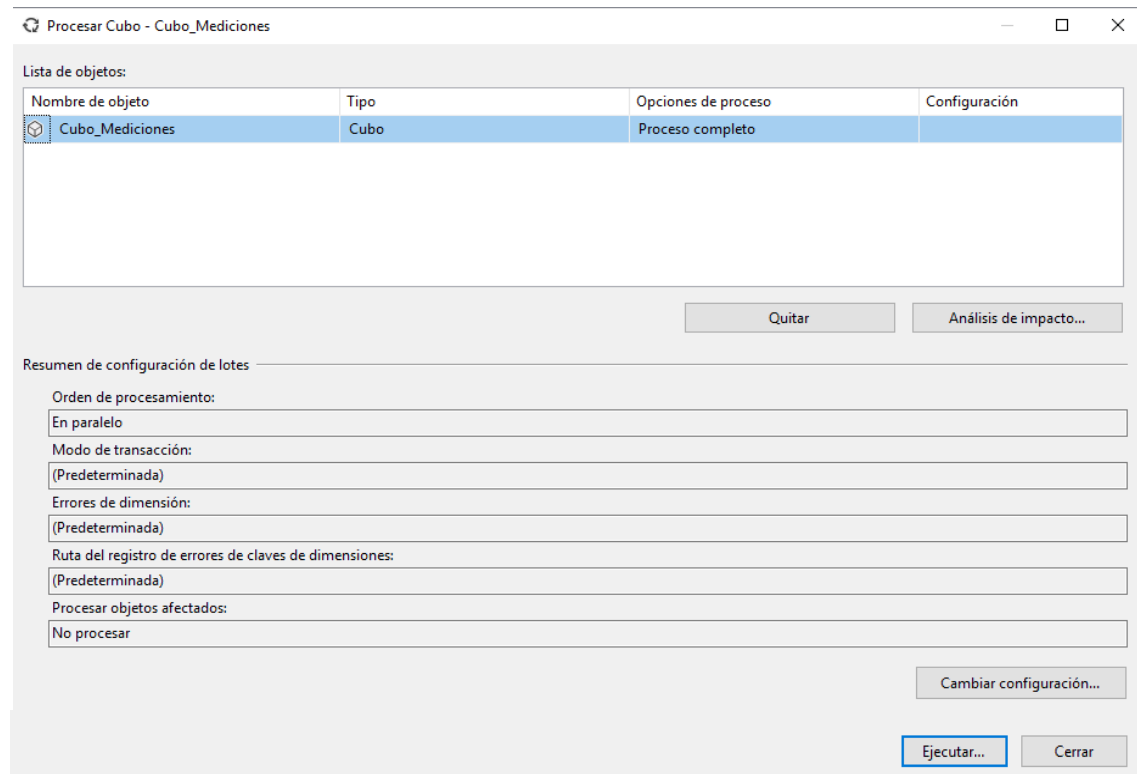 Procesar Cubo - Cubo_Mediciones
Lista de objetos:
Nombre de objeto Tipo Opciones de proceso Configuración
Cubo_Mediciones Cubo Proceso completo
Quitar Análisis de impacto...
Resumen de configuración de lotes
Orden de procesamiento:
En paralelo
Modo de transacción:
(Predeterminada)
Errores de dimensión:
(Predeterminada)
Ruta del registro de errores de claves de dimensiones:
(Predeterminada)
Procesar objetos afectados:
No procesar
Cambiar configuración...
Ejecutar... Cerrar